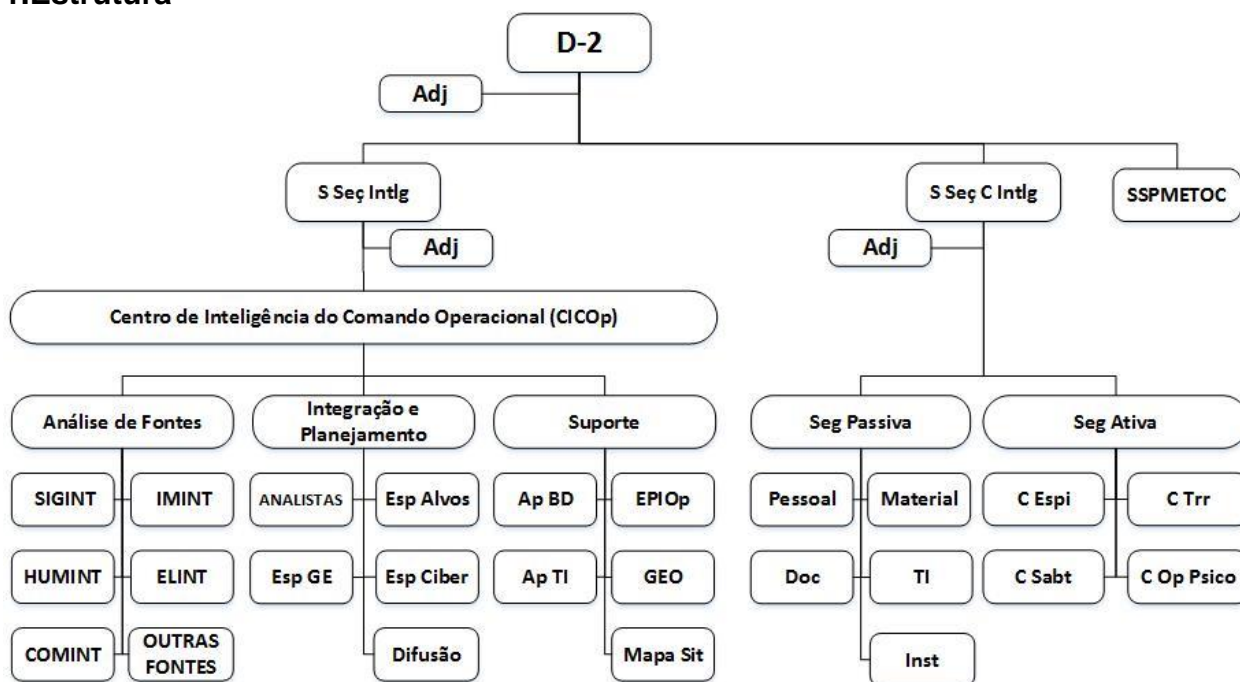 D-2
Adj
S Seç Intlg
S Seç C Intlg
SSPMETOC
Adj
Adj
Centro de Inteligência do Comando Operacional (CICOp)
Análise de Fontes
Integração e
Planejamento
Suporte
Seg Passiva
Seg Ativa
SIGINT
IMINT
ANALISTAS
Esp Alvos
Ap BD
EPIOp
Pessoal
Material
C Espi
C Trr
HUMINT
ELINT
Esp GE
Esp Ciber
Ap TI
GEO
Doc
TI
C Sabt
C Op Psico
COMINT
OUTRAS
FONTES
Difusão
Mapa Sit
Inst